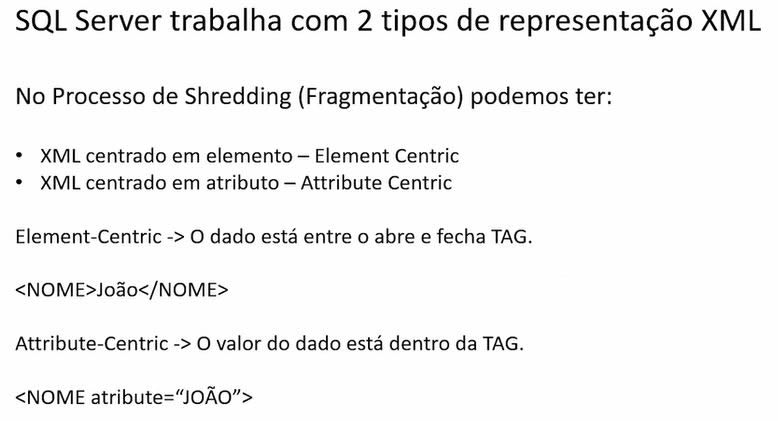 SQL Server trabalha com 2 tipos de representação XML
No Processo de Shredding (Fragmentação) podemos ter:
• XML centrado em elemento – Element Centric
• XML centrado em atributo – Attribute Centric
Element-Centric -> O dado está entre o abre e fecha TAG.
<NOME>João</NOME>
Attribute-Centric -> O valor do dado está dentro da TAG.
<NOME atribute=“JOÃO”>